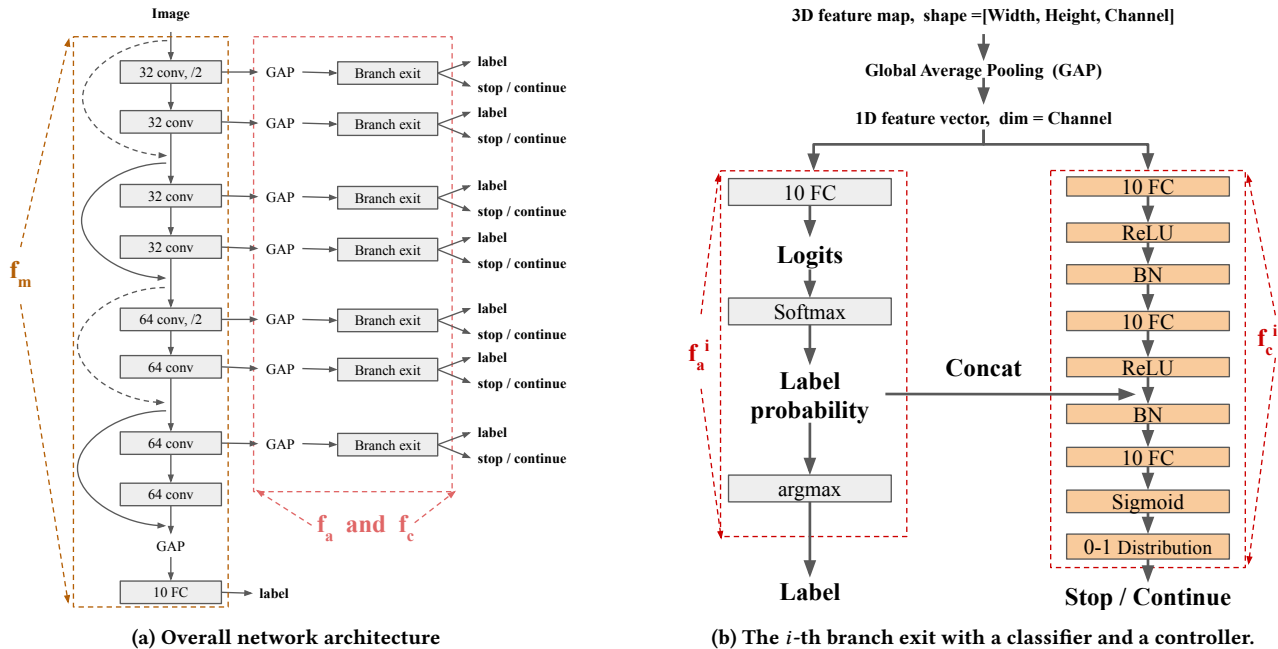 Image
32 conv, /2
GAP
Branch exit
label
stop / continue
32 conv
GAP
Branch exit
label
stop / continue
32 conv
GAP
Branch exit
label
stop / continue
32 conv
GAP
Branch exit
label
stop / continue
f_m
64 conv, /2
GAP
Branch exit
label
stop / continue
64 conv
GAP
Branch exit
label
stop / continue
64 conv
GAP
Branch exit
label
stop / continue
64 conv
f_a and f_c
GAP
10 FC
label
(a) Overall network architecture
3D feature map, shape =[Width, Height, Channel]
Global Average Pooling (GAP)
1D feature vector, dim = Channel
10 FC
Logits
Softmax
f_a^i
Label
probability
argmax
Label
Concat
10 FC
ReLU
BN
10 FC
f_c^i
ReLU
BN
10 FC
Sigmoid
0-1 Distribution
Stop / Continue
(b) The i-th branch exit with a classifier and a controller.